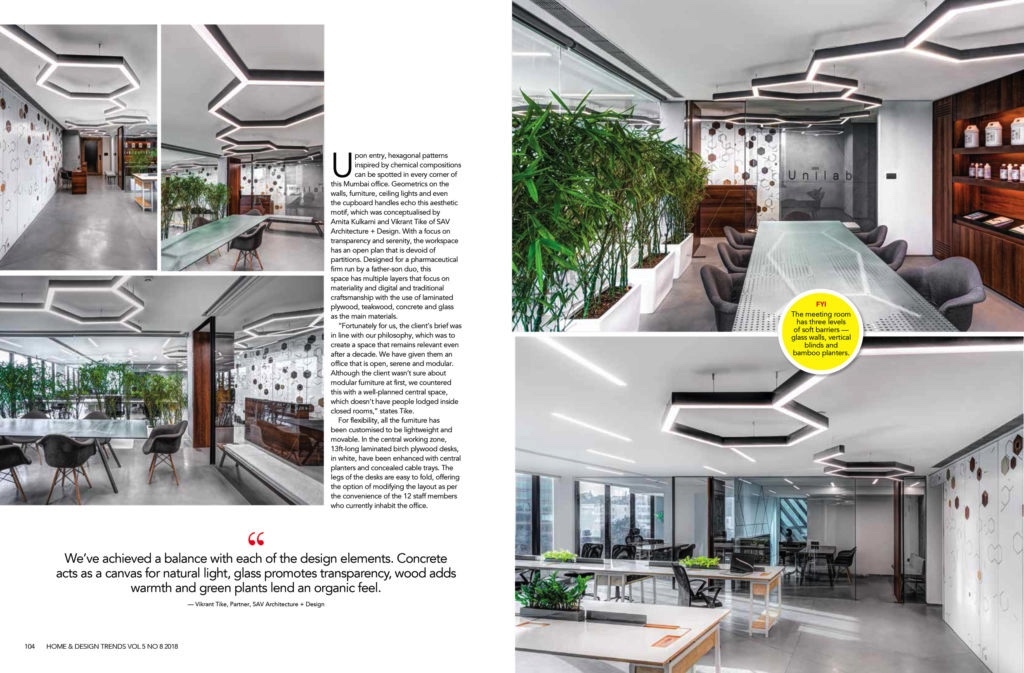 Upon entry, hexagonal patterns
inspired by chemical compositions
can be spotted in every corner of
this Mumbai office. Geometrics on the
walls, furniture, ceiling lights and even
the cupboard handles echo this aesthetic
motif, which was conceptualised by
Amita Kulkarni and Vikrant Tike of SAV
Architecture + Design. With a focus on
transparency and serenity, the workspace
has an open plan that is devoid of
partitions. Designed for a pharmaceutical
firm run by a father-son duo, this
space has multiple layers that focus on
materiality and digital and traditional
craftsmanship with the use of laminated
plywood, teakwood, concrete and glass
as the main materials.
“Fortunately for us, the client’s brief was
in line with our philosophy, which was to
create a space that remains relevant even
after a decade. We have given them an
office that is open, serene and modular.
Although the client wasn’t sure about
modular furniture at first, we countered
this with a well-planned central space,
which doesn’t have people lodged inside
closed rooms,” states Tike.
For flexibility, all the furniture has
been customised to be lightweight and
movable. In the central working zone,
13ft-long laminated birch plywood desks,
in white, have been enhanced with central
planters and concealed cable trays. The
legs of the desks are easy to fold, offering
the option of modifying the layout as per
the convenience of the 12 staff members
who currently inhabit the office.
“
We’ve achieved a balance with each of the design elements. Concrete
acts as a canvas for natural light, glass promotes transparency, wood adds
warmth and green plants lend an organic feel.
— Vikrant Tike, Partner, SAV Architecture + Design
104 HOME & DESIGN TRENDS VOL 5 NO 8 2018
Unilab
FYI
The meeting room
has three levels
of soft barriers —
glass walls, vertical
blinds and
bamboo planters.